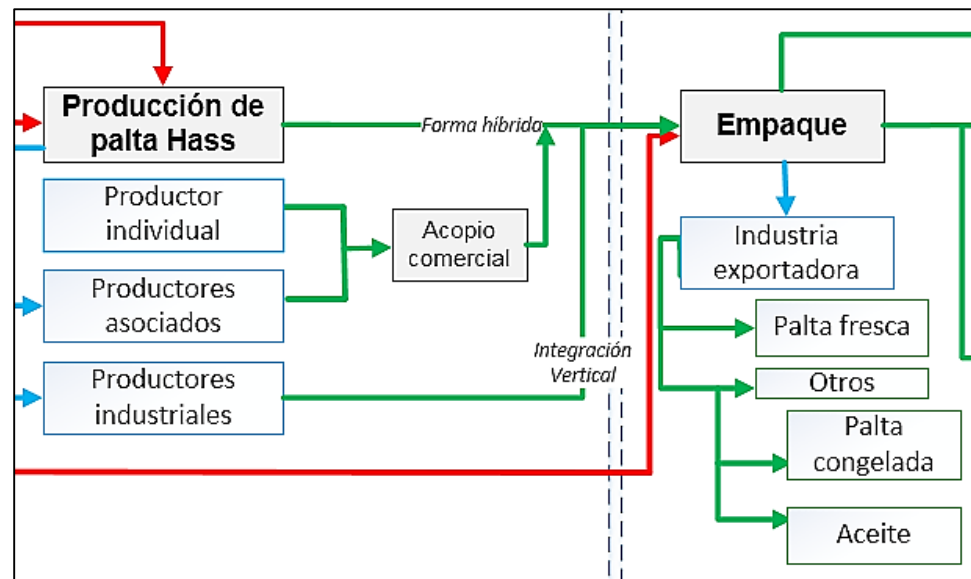 Producción de
palta Hass
Forma híbrida
Empaque
Productor
individual
Acopio
comercial
Industria
exportadora
Productores
asociados
Palta fresca
Integración
Vertical
Productores
industriales
Otros
Palta
congelada
Aceite